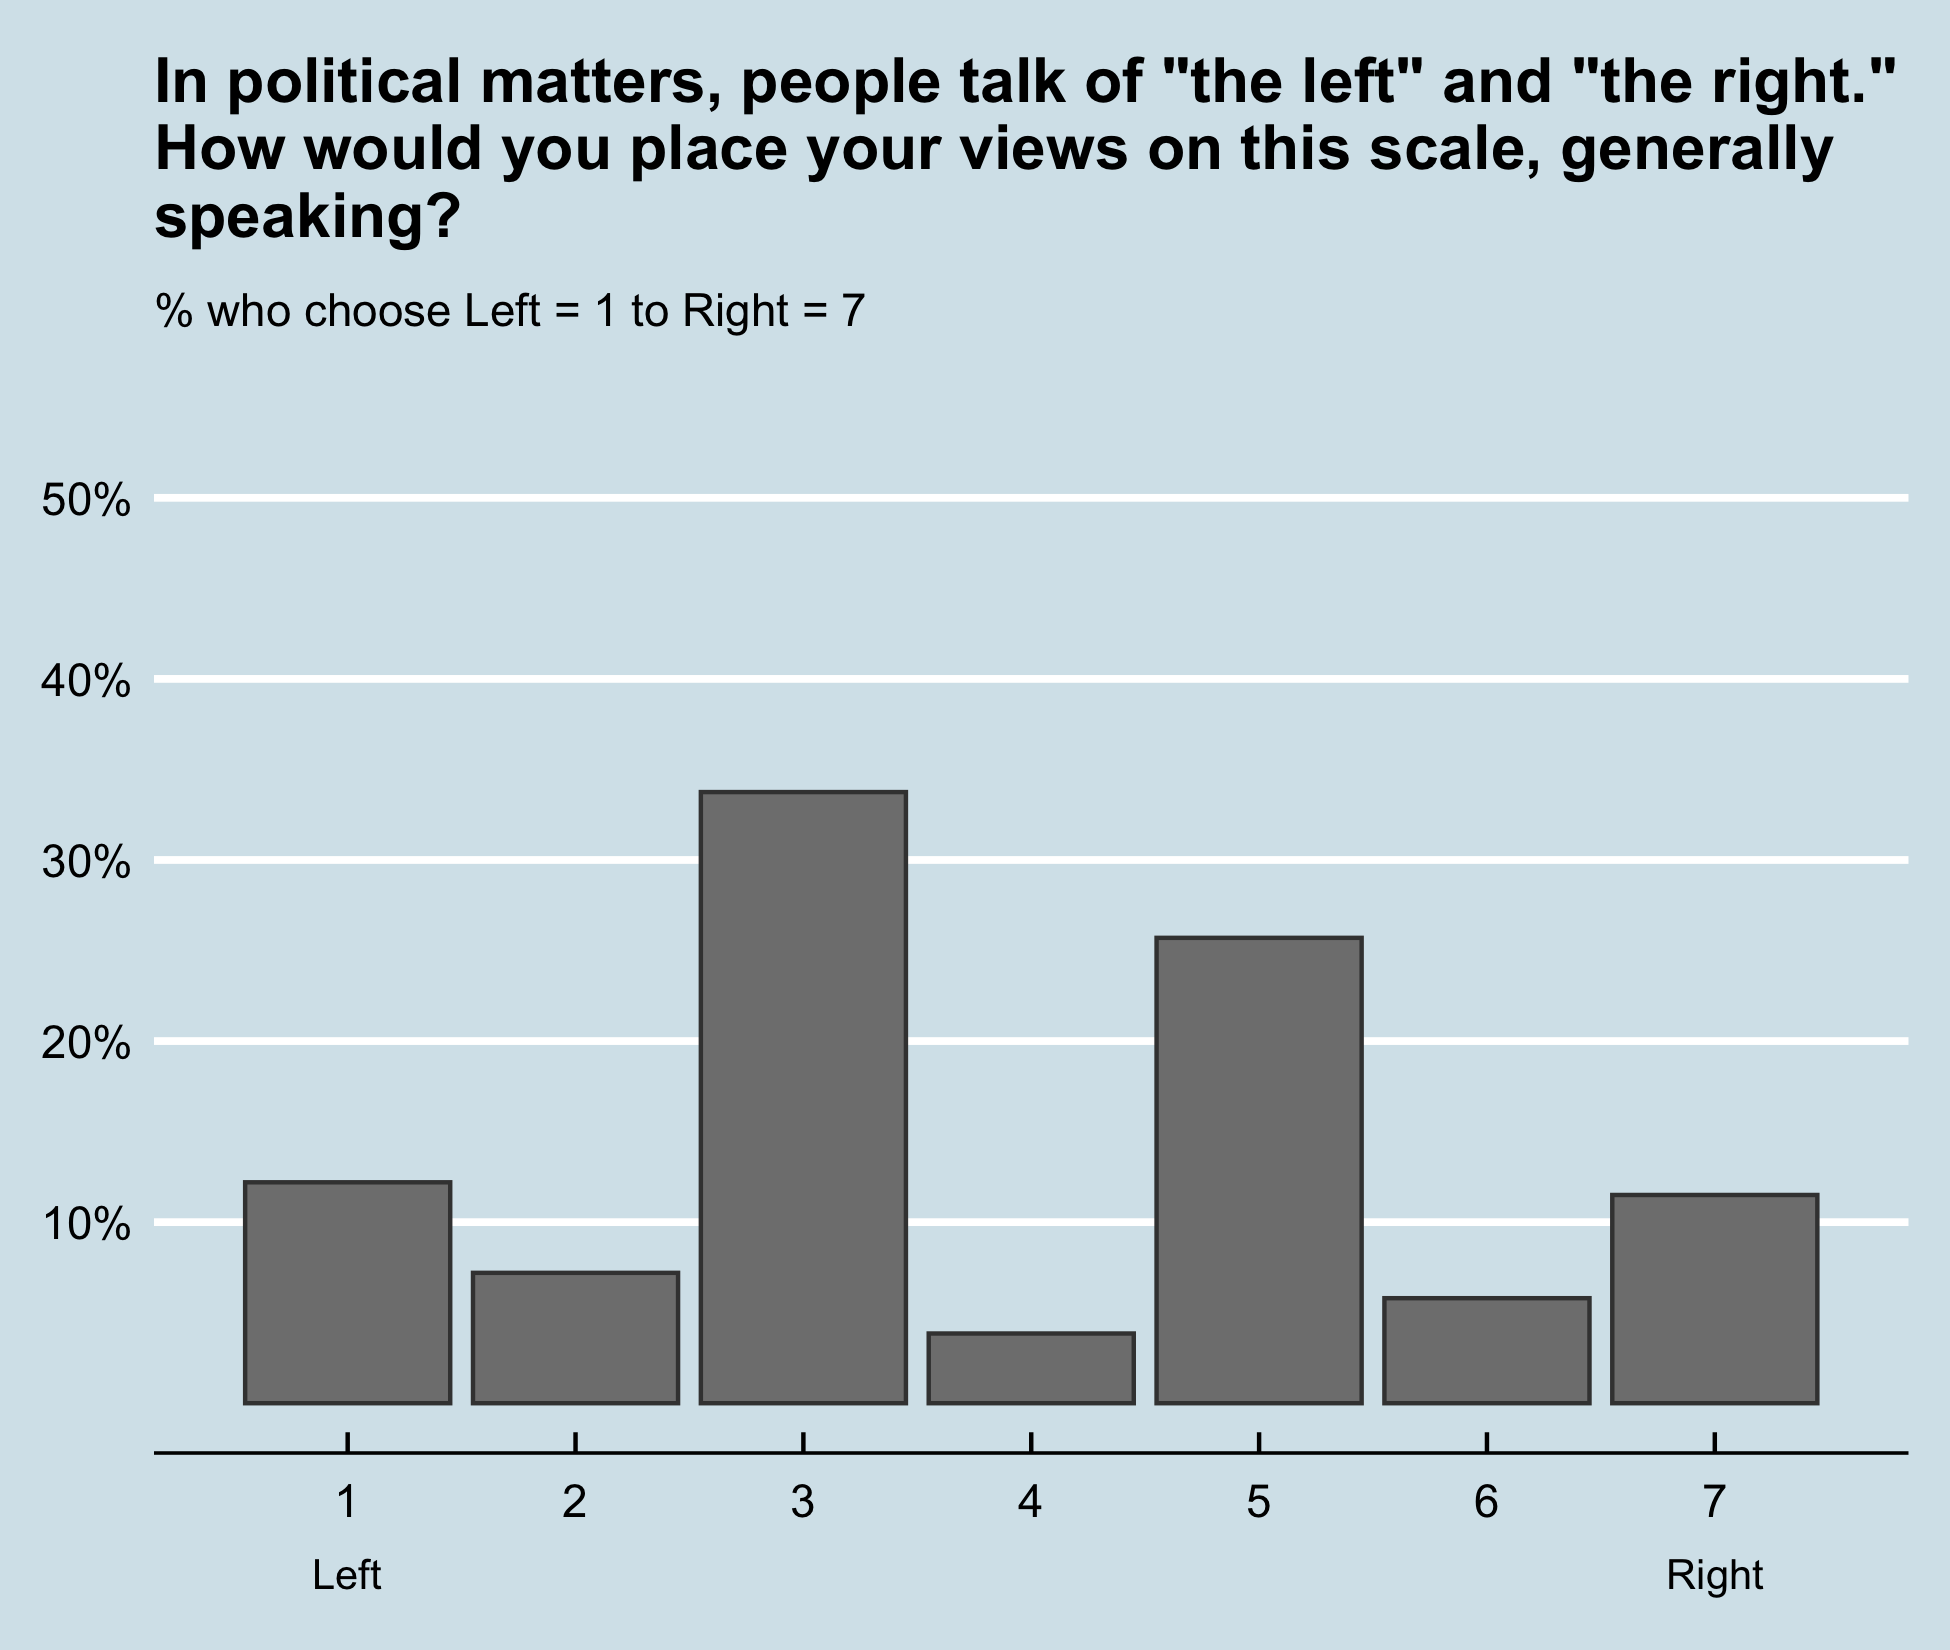 In political matters, people talk of "the left" and "the right."
How would you place your views on this scale, generally
speaking?
% who choose Left = 1 to Right = 7
50%
40%
30%
20%
10%
1 2 3 4 5 6 7
Left Right